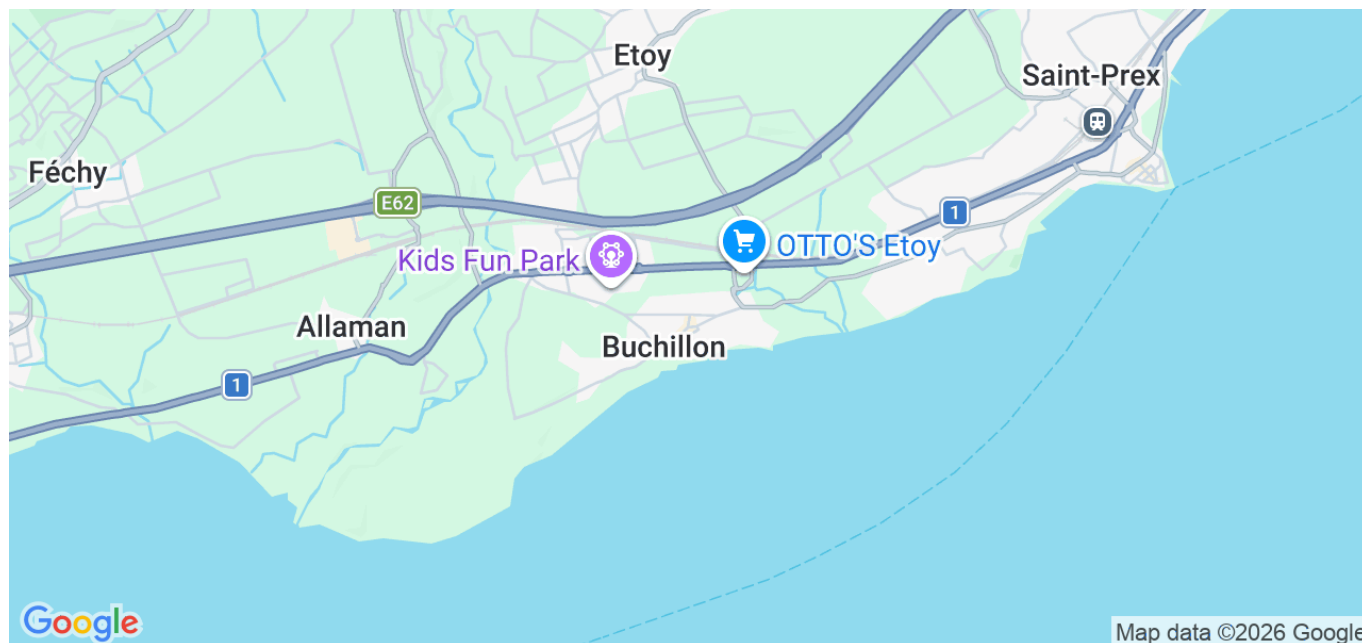 Etoy
Saint-Prex
Féchy
E62
1
Kids Fun Park
OTTO'S Etoy
Allaman
Buchillon
1
Google
Map data ©2026 Google